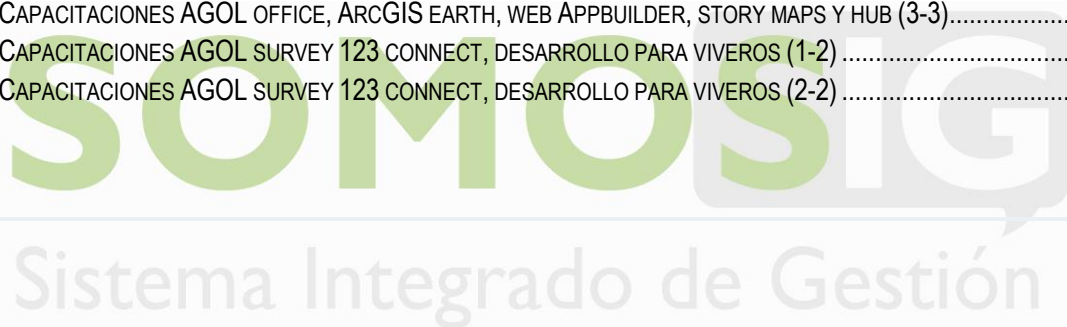 CAPACITACIONES AGOL OFFICE, ARCGIS EARTH, WEB APPBUILDER, STORY MAPS Y HUB (3-3)..................
CAPACITACIONES AGOL SURVEY 123 CONNECT, DESARROLLO PARA VIVEROS (1-2) ..................................
CAPACITACIONES AGOL SURVEY 123 CONNECT, DESARROLLO PARA VIVEROS (2-2) ..................................
SOMOSIG
Sistema Integrado de Gestión